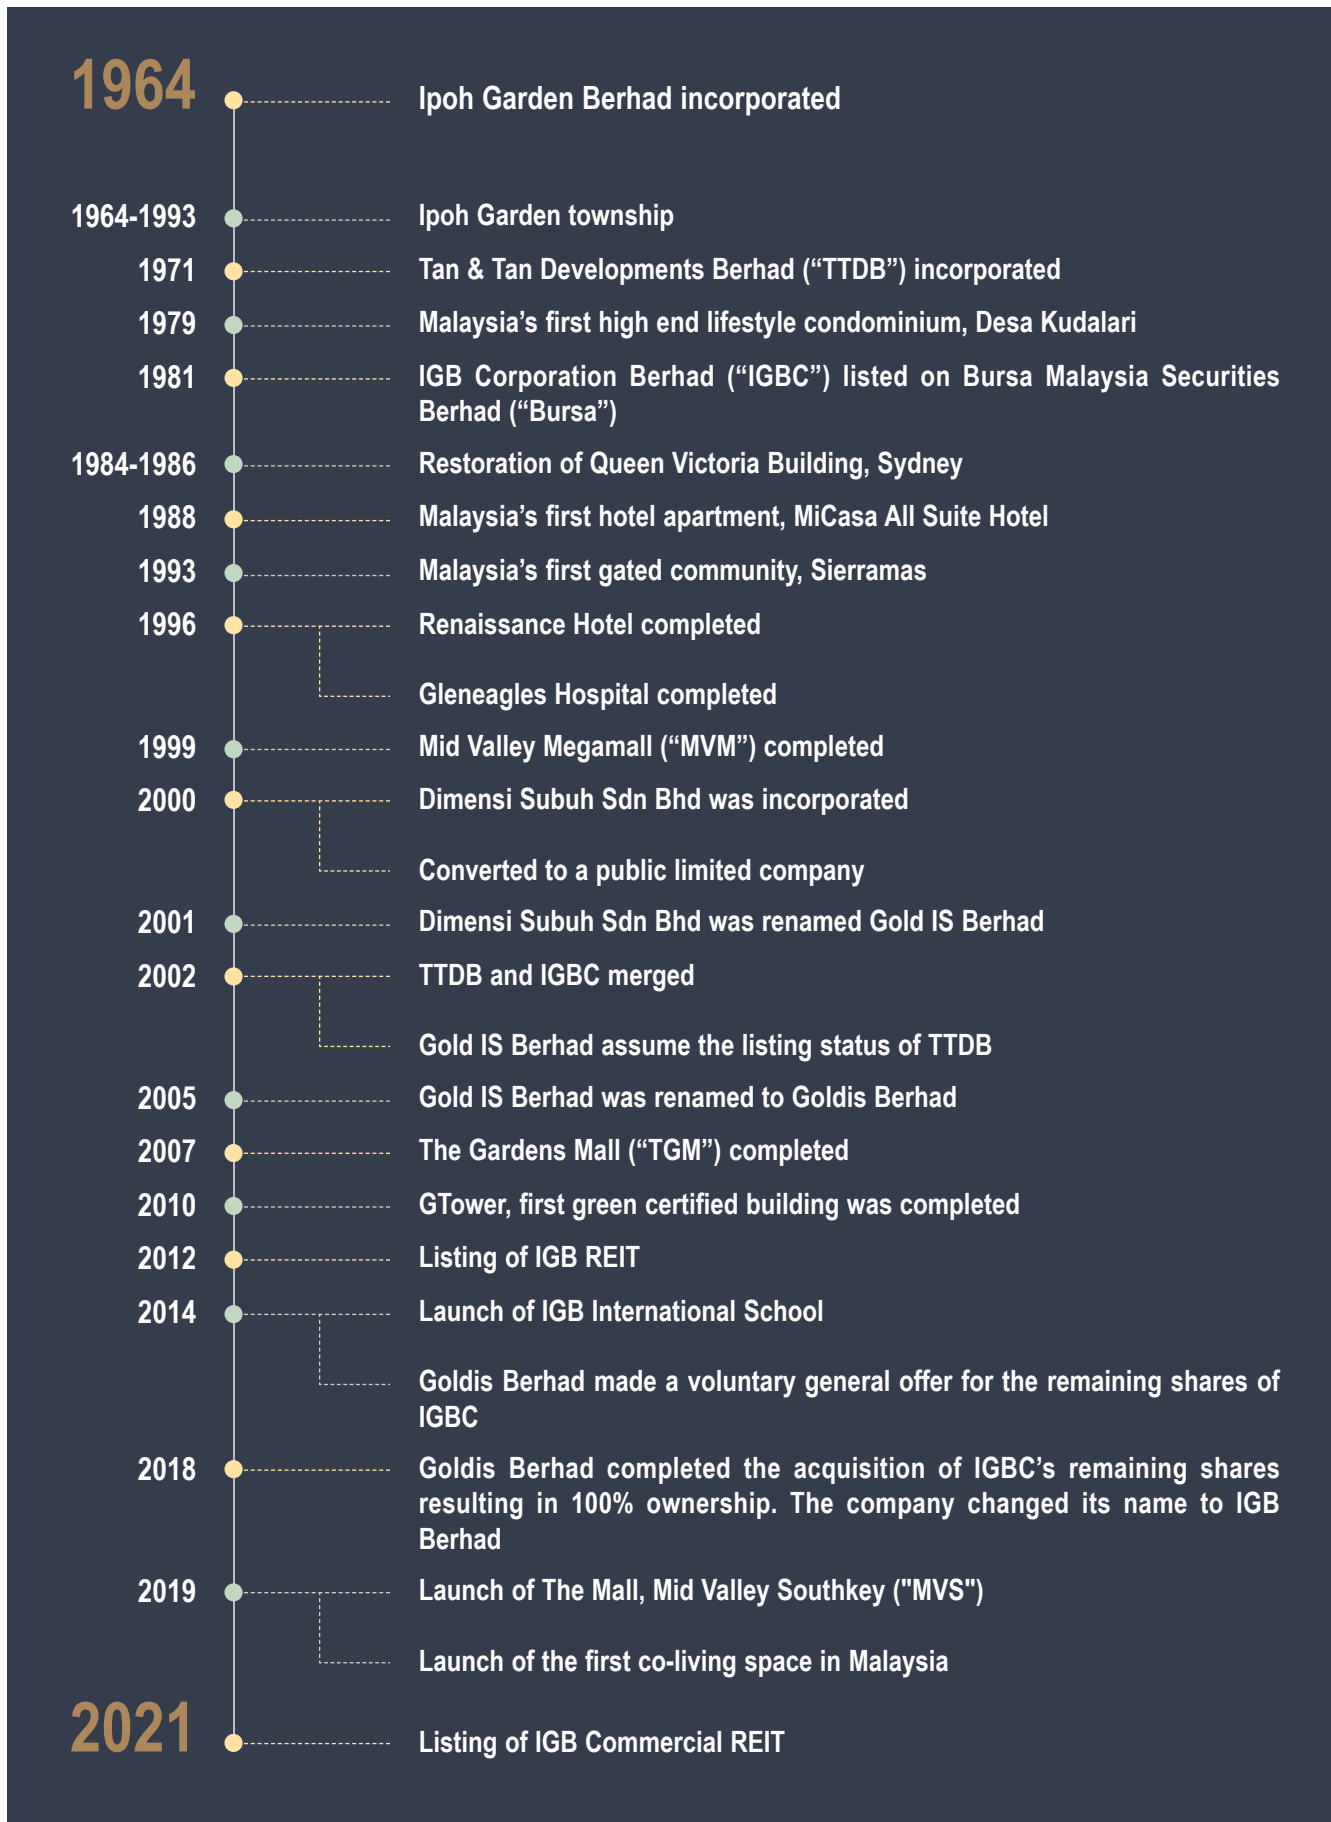 1964 Ipoh Garden Berhad incorporated
1964-1993 Ipoh Garden township
1971 Tan & Tan Developments Berhad (“TTDB”) incorporated
1979 Malaysia’s first high end lifestyle condominium, Desa Kudalari
1981 IGB Corporation Berhad (“IGBC”) listed on Bursa Malaysia Securities
Berhad (“Bursa”)
1984-1986 Restoration of Queen Victoria Building, Sydney
1988 Malaysia’s first hotel apartment, MiCasa All Suite Hotel
1993 Malaysia’s first gated community, Sierramas
1996 Renaissance Hotel completed
Gleneagles Hospital completed
1999 Mid Valley Megamall (“MVM”) completed
2000 Dimensi Subuh Sdn Bhd was incorporated
Converted to a public limited company
2001 Dimensi Subuh Sdn Bhd was renamed Gold IS Berhad
2002 TTDB and IGBC merged
Gold IS Berhad assume the listing status of TTDB
2005 Gold IS Berhad was renamed to Goldis Berhad
2007 The Gardens Mall (“TGM”) completed
2010 GTower, first green certified building was completed
2012 Listing of IGB REIT
2014 Launch of IGB International School
Goldis Berhad made a voluntary general offer for the remaining shares of
IGBC
2018 Goldis Berhad completed the acquisition of IGBC’s remaining shares
resulting in 100% ownership. The company changed its name to IGB
Berhad
2019 Launch of The Mall, Mid Valley Southkey ("MVS")
Launch of the first co-living space in Malaysia
2021 Listing of IGB Commercial REIT